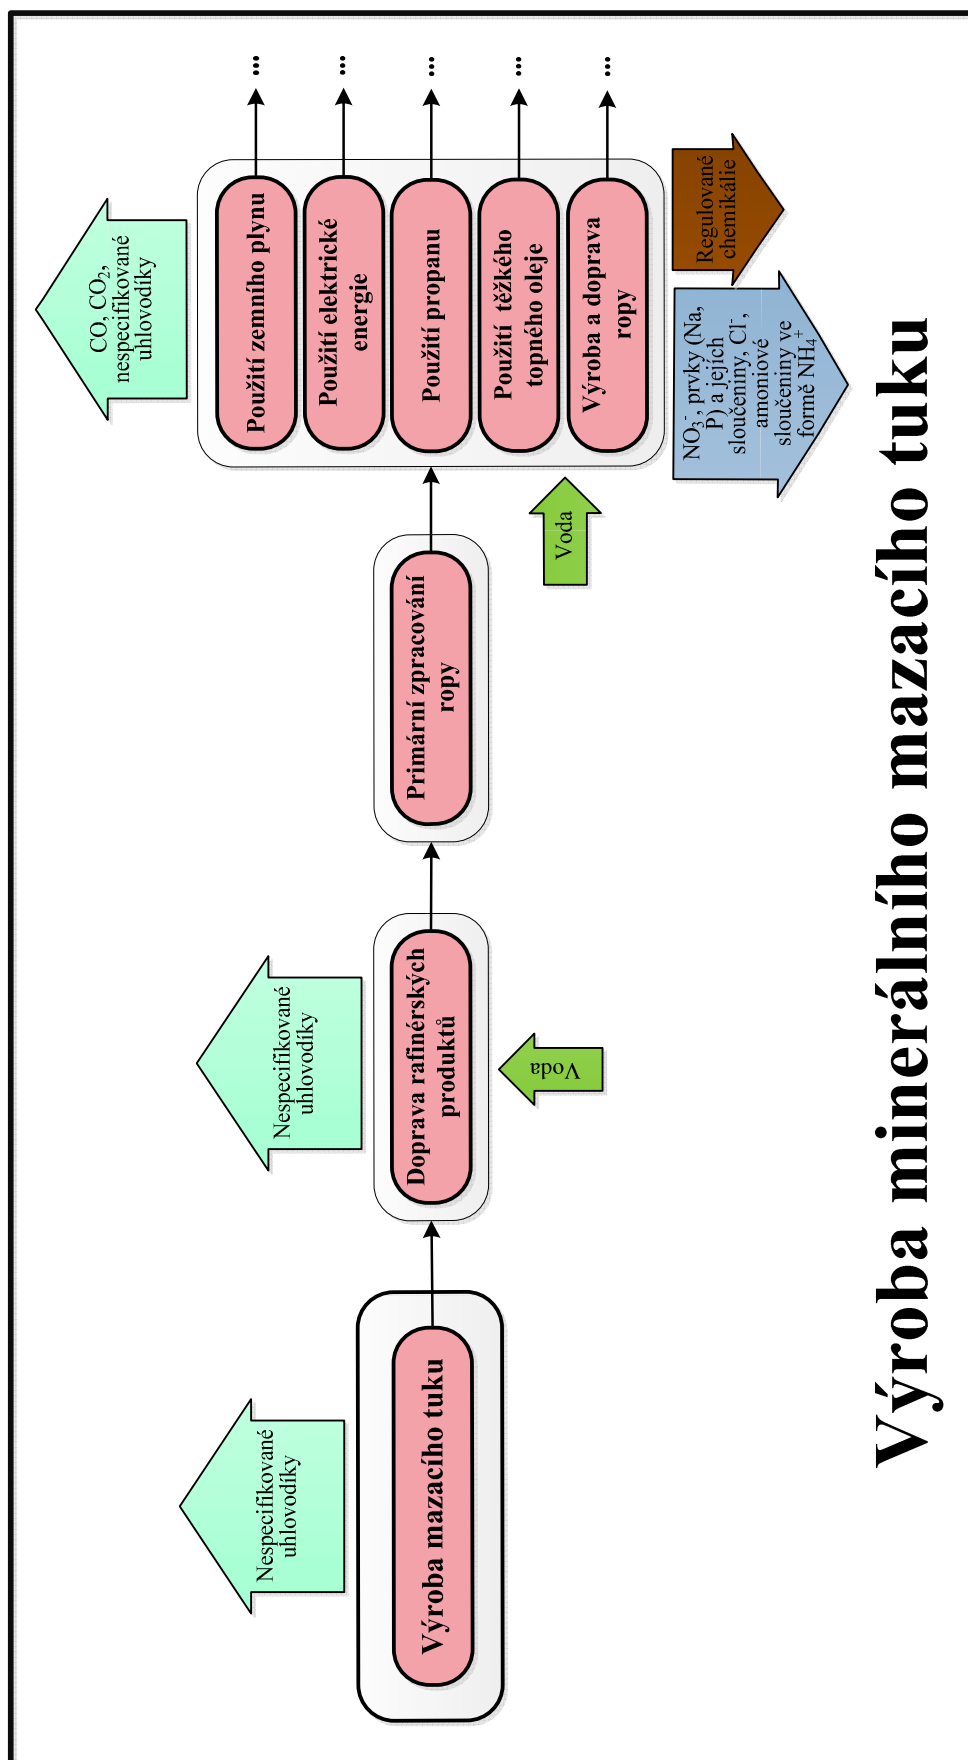 Výroba minerálního mazacího tuku
Nespecifikované
uhlovodíky
Výroba mazacího tuku
Nespecifikované
uhlovodíky
Doprava rafinérských
produktů
Voda
Primární zpracování
ropy
Voda
CO, CO₂,
nespecifikované
uhlovodíky
Použití zemního plynu
...
Použití elektrické
energie
...
Použití propanu
...
Použití těžkého
topného oleje
...
Výroba a doprava
ropy
...
NO₃⁻, prvky (Na,
P) a jejích
sloučeniny, Cl⁻,
amoniové
sloučeniny ve
formě NH₄⁺
Regulované
chemikálie